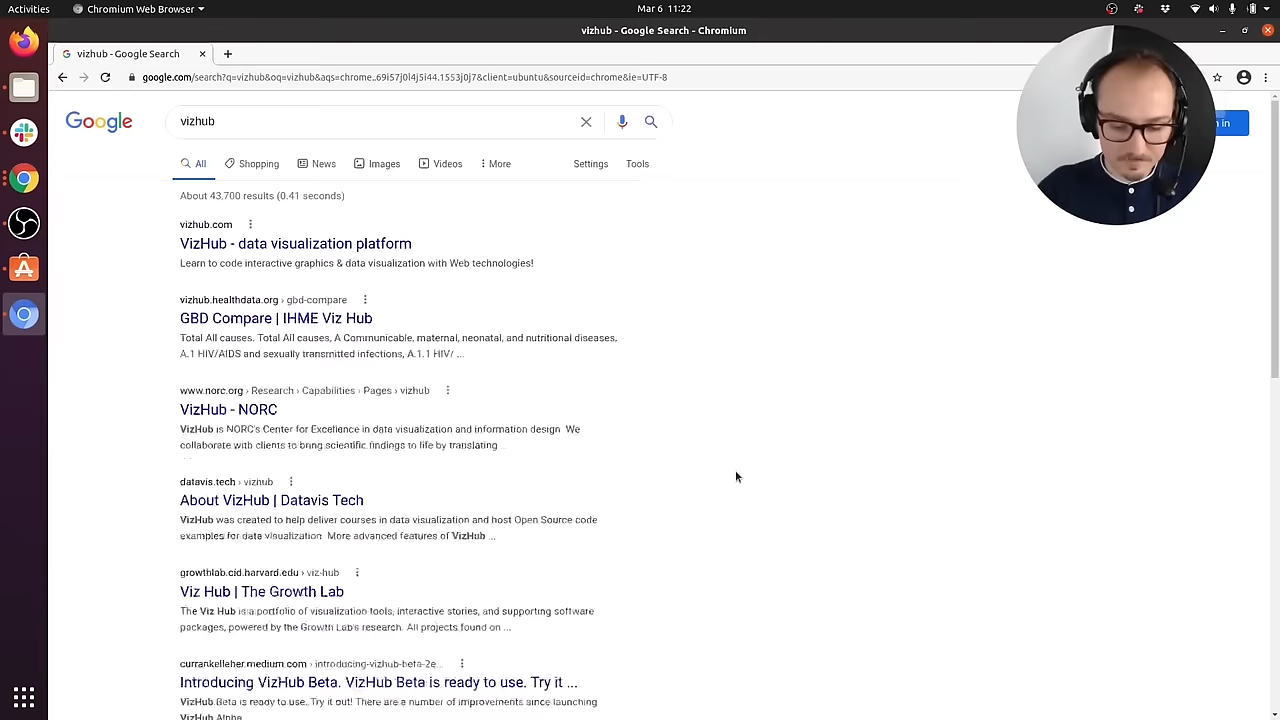 Activities
Chromium Web Browser
Mar 6 11:22
vizhub - Google Search - Chromium
vizhub - Google Search
google.com/search?q=vizhub&oq=vizhub&aqs=chrome..69i57j0l4j5i44.1553j0j7&client=ubuntu&sourceid=chrome&ie=UTF-8
Google
vizhub
in
All
Shopping
News
Images
Videos
More
Settings
Tools
About 43,700 results (0.41 seconds)
vizhub.com
VizHub - data visualization platform
Learn to code interactive graphics & data visualization with Web technologies!
vizhub.healthdata.org › gbd-compare
GBD Compare | IHME Viz Hub
Total All causes. Total All causes, A Communicable, maternal, neonatal, and nutritional diseases,
A.1 HIV/AIDS and sexually transmitted infections, A.1.1 HIV/ ...
www.norc.org › Research › Capabilities › Pages › vizhub
VizHub - NORC
VizHub is NORC's Center for Excellence in data visualization and information design. We
collaborate with clients to bring scientific findings to life by translating ...
datavis.tech › vizhub
About VizHub | Datavis Tech
VizHub was created to help deliver courses in data visualization and host Open Source code
examples for data visualization. More advanced features of VizHub ...
growthlab.cid.harvard.edu › viz-hub
Viz Hub | The Growth Lab
The Viz Hub is a portfolio of visualization tools, interactive stories, and supporting software
packages, powered by the Growth Lab's research. All projects found on ...
currankelleher.medium.com › introducing-vizhub-beta-2e...
Introducing VizHub Beta. VizHub Beta is ready to use. Try it ...
VizHub Beta is ready to use. Try it out! There are a number of improvements since launching
VizHub Alpha